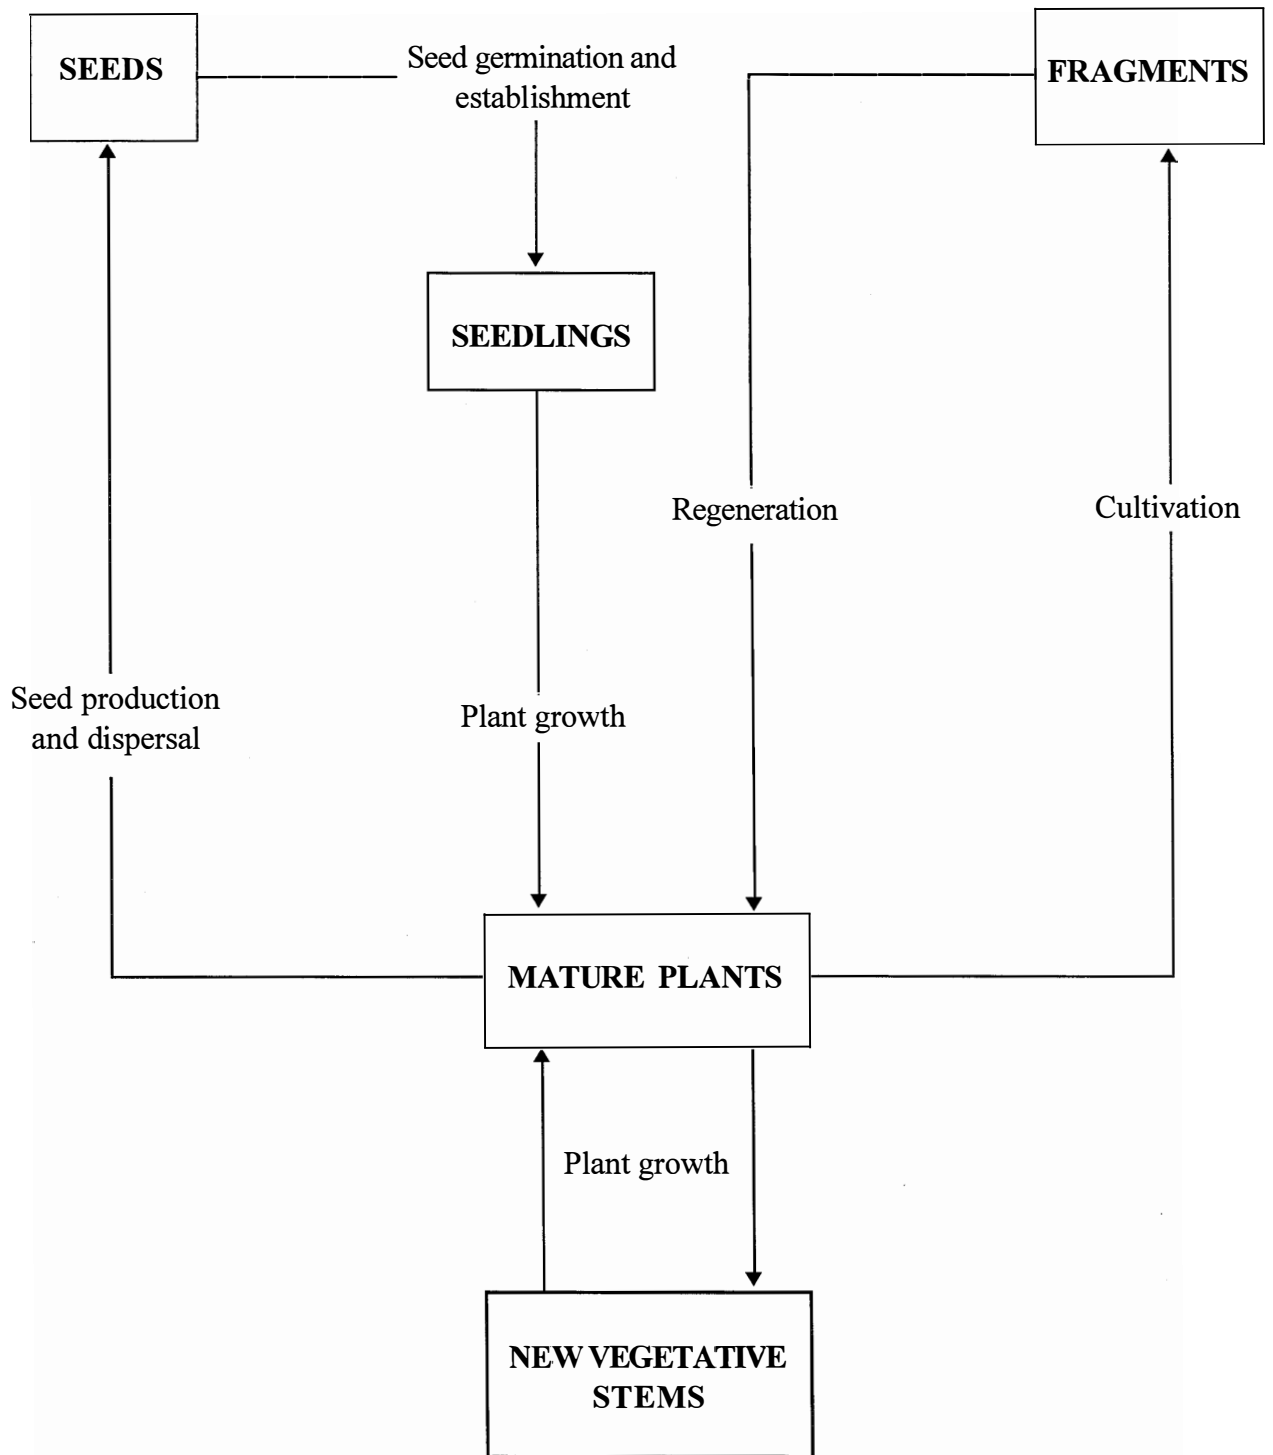 SEEDS
Seed germination and
establishment
FRAGMENTS
SEEDLINGS
Regeneration
Cultivation
Seed production
and dispersal
Plant growth
MATURE PLANTS
Plant growth
NEW VEGETATIVE
STEMS